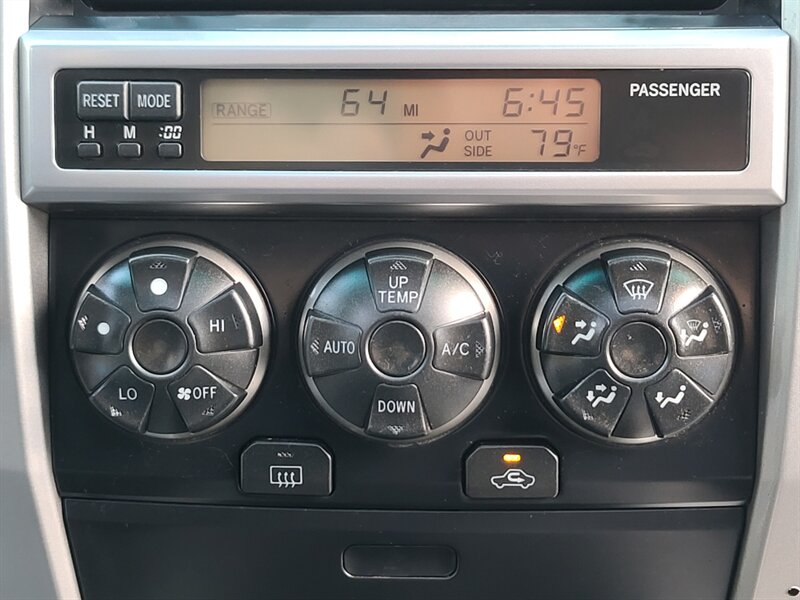 RESET MODE
RANGE 64 MI 6:45
PASSENGER
H M :00
OUT SIDE 79°F
HI
LO
OFF
UP
TEMP
AUTO
A/C
DOWN